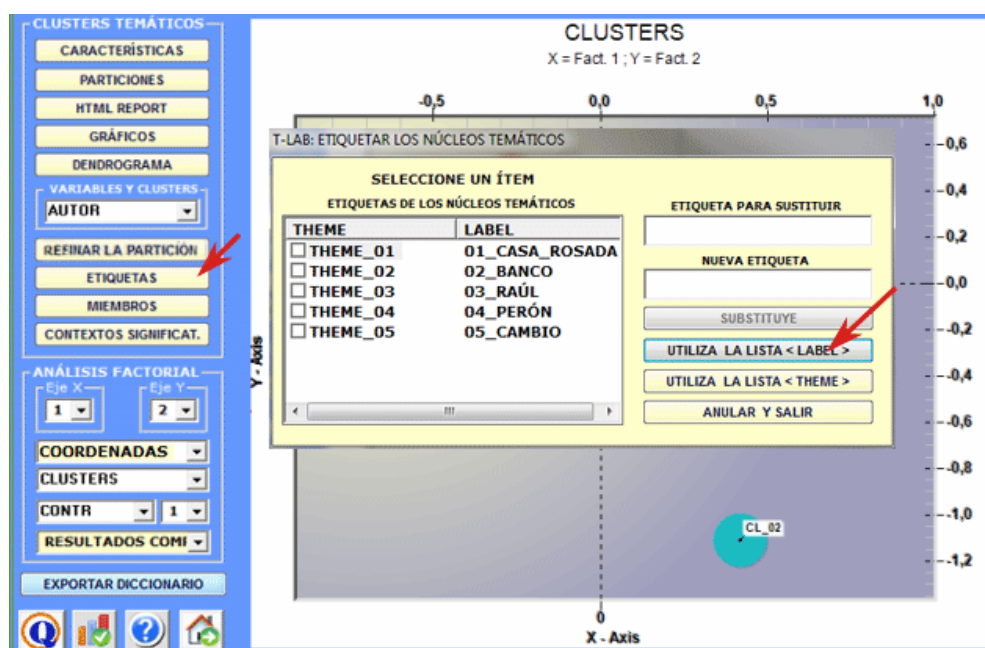 CLUSTERS TEMÁTICOS
CARACTERÍSTICAS
PARTICIONES
HTML REPORT
GRÁFICOS
DENDROGRAMA
VARIABLES Y CLUSTERS
AUTOR
REFINAR LA PARTICIÓN
ETIQUETAS
MIEMBROS
CONTEXTOS SIGNIFICAT.
ANÁLISIS FACTORIAL
Eje X
Eje Y
1
2
COORDENADAS
CLUSTERS
CONTR
1
RESULTADOS COMI
EXPORTAR DICCIONARIO
Q
?
CLUSTERS
X = Fact. 1 ; Y = Fact. 2
-0,5
0,0
0,5
1,0
T-LAB: ETIQUETAR LOS NÚCLEOS TEMÁTICOS
SELECCIONE UN ÍTEM
ETIQUETAS DE LOS NÚCLEOS TEMÁTICOS
THEME LABEL
THEME_01 01_CASA_ROSADA
THEME_02 02_BANCO
THEME_03 03_RAÚL
THEME_04 04_PERÓN
THEME_05 05_CAMBIO
ETIQUETA PARA SUSTITUIR
NUEVA ETIQUETA
SUBSTITUYE
UTILIZA LA LISTA < LABEL >
UTILIZA LA LISTA < THEME >
ANULAR Y SALIR
-0,6
-0,4
-0,2
-0,0
-0,2
-0,4
-0,6
-0,8
-1,0
-1,2
Y - Axis
CL_02
0
X - Axis